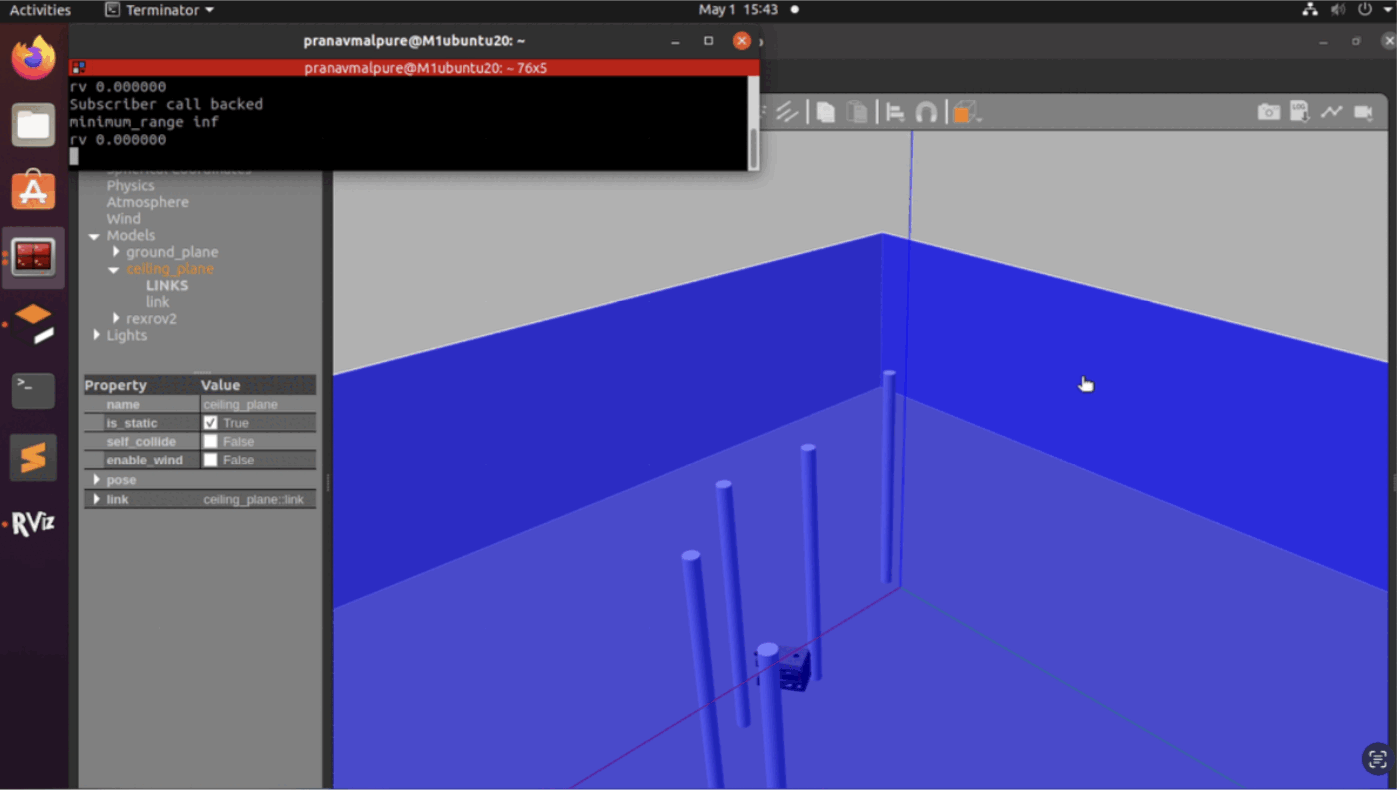 Activities Terminator May 1 15:43
pranavmalpure@M1ubuntu20: ~
pranavmalpure@M1ubuntu20: ~ 76x5
rv 0.000000
Subscriber call backed
minimum_range inf
rv 0.000000
LOG
Physics
Atmosphere
Wind
Models
ground_plane
ceiling_plane
LINKS
link
rexrov2
Lights
Property Value
name ceiling_plane
is_static True
self_collide False
enable_wind False
pose
link ceiling_plane::link
RViz